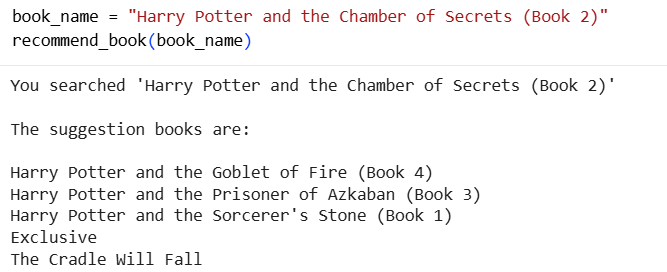 book_name = "Harry Potter and the Chamber of Secrets (Book 2)"
recommend_book(book_name)
You searched 'Harry Potter and the Chamber of Secrets (Book 2)'
The suggestion books are:
Harry Potter and the Goblet of Fire (Book 4)
Harry Potter and the Prisoner of Azkaban (Book 3)
Harry Potter and the Sorcerer's Stone (Book 1)
Exclusive
The Cradle Will Fall